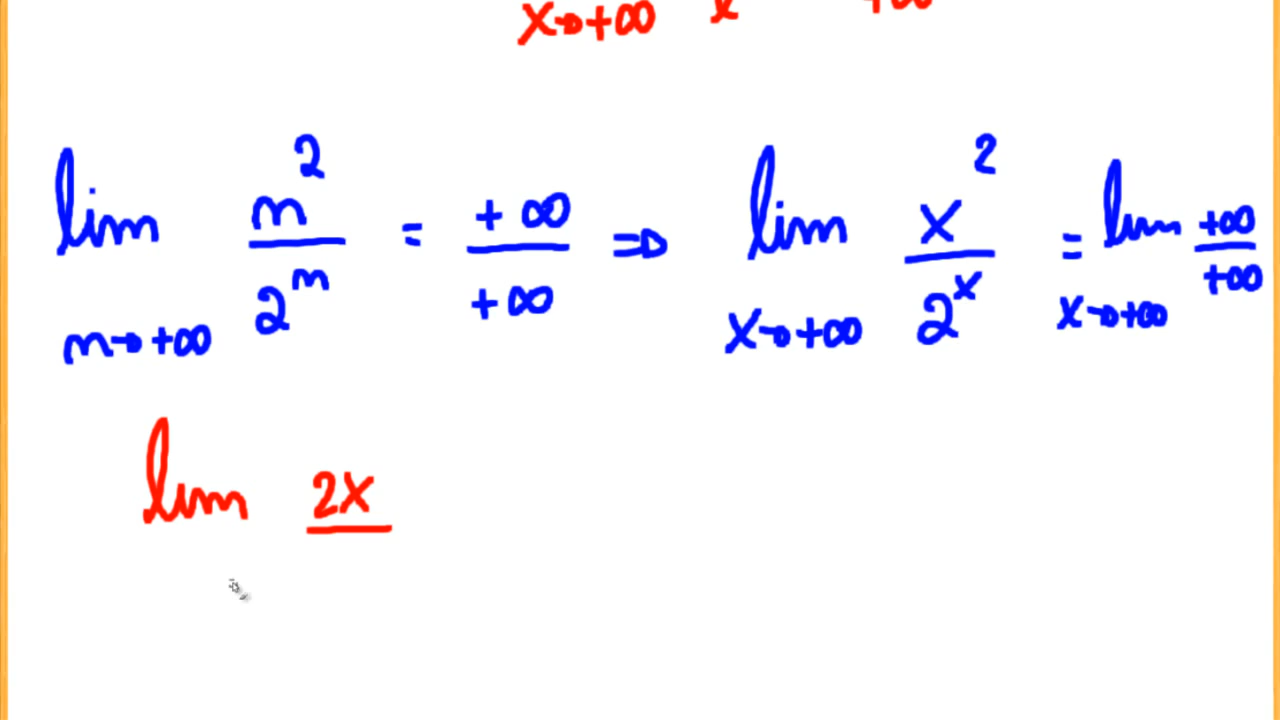 x→+∞
lim n² / 2ⁿ = +∞ / +∞ ⇒ lim x² / 2ˣ = lim +∞ / +∞
n→+∞ x→+∞ x→+∞
lim 2x